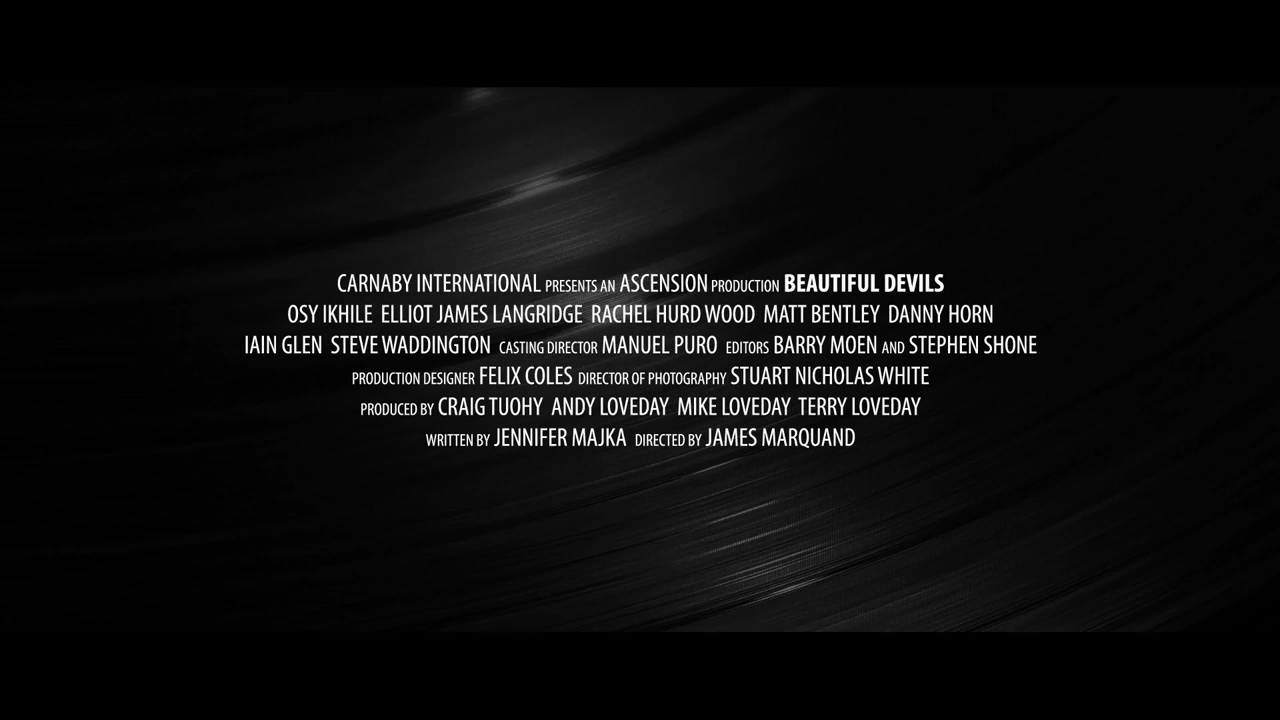 CARNABY INTERNATIONAL PRESENTS AN ASCENSION PRODUCTION BEAUTIFUL DEVILS
OSY IKHILE ELLIOT JAMES LANGRIDGE RACHEL HURD WOOD MATT BENTLEY DANNY HORN
IAIN GLEN STEVE WADDINGTON CASTING DIRECTOR MANUEL PURO EDITORS BARRY MOEN AND STEPHEN SHONE
PRODUCTION DESIGNER FELIX COLES DIRECTOR OF PHOTOGRAPHY STUART NICHOLAS WHITE
PRODUCED BY CRAIG TUOHY ANDY LOVEDAY MIKE LOVEDAY TERRY LOVEDAY
WRITTEN BY JENNIFER MAJKA DIRECTED BY JAMES MARQUAND